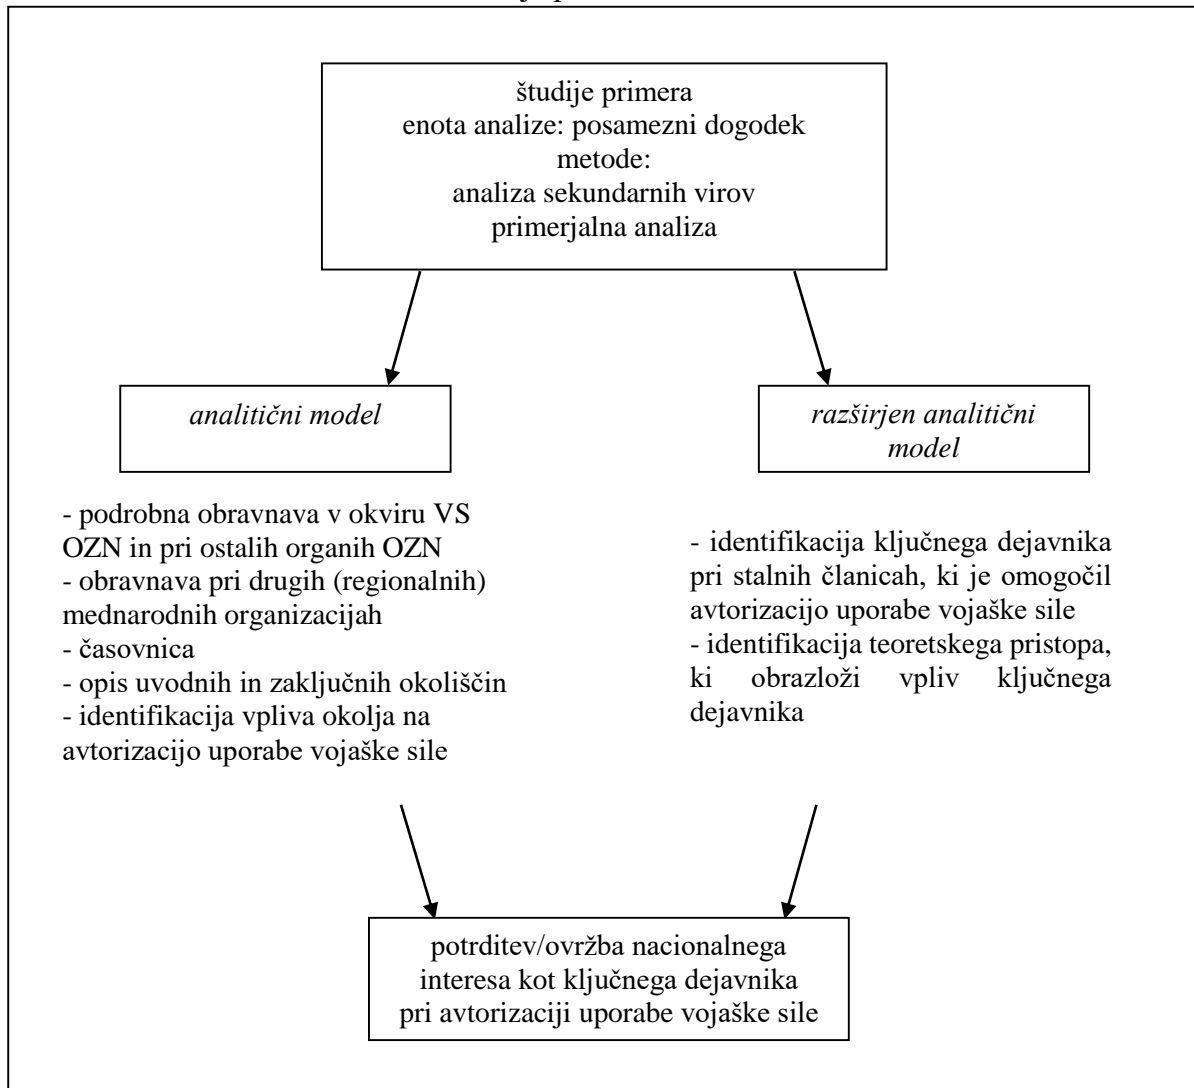 študije primera
enota analize: posamezni dogodek
metode:
analiza sekundarnih virov
primerjalna analiza
analitični model
razširjen analitični
model
- podrobna obravnava v okviru VS
OZN in pri ostalih organih OZN
- obravnava pri drugih (regionalnih)
mednarodnih organizacijah
- časovnica
- opis uvodnih in zaključnih okoliščin
- identifikacija vpliva okolja na
avtorizacijo uporabe vojaške sile
- identifikacija ključnega dejavnika
pri stalnih članicah, ki je omogočil
avtorizacijo uporabe vojaške sile
- identifikacija teoretskega pristopa,
ki obrazloži vpliv ključnega
dejavnika
potrditev/ovržba nacionalnega
interesa kot ključnega dejavnika
pri avtorizaciji uporabe vojaške sile